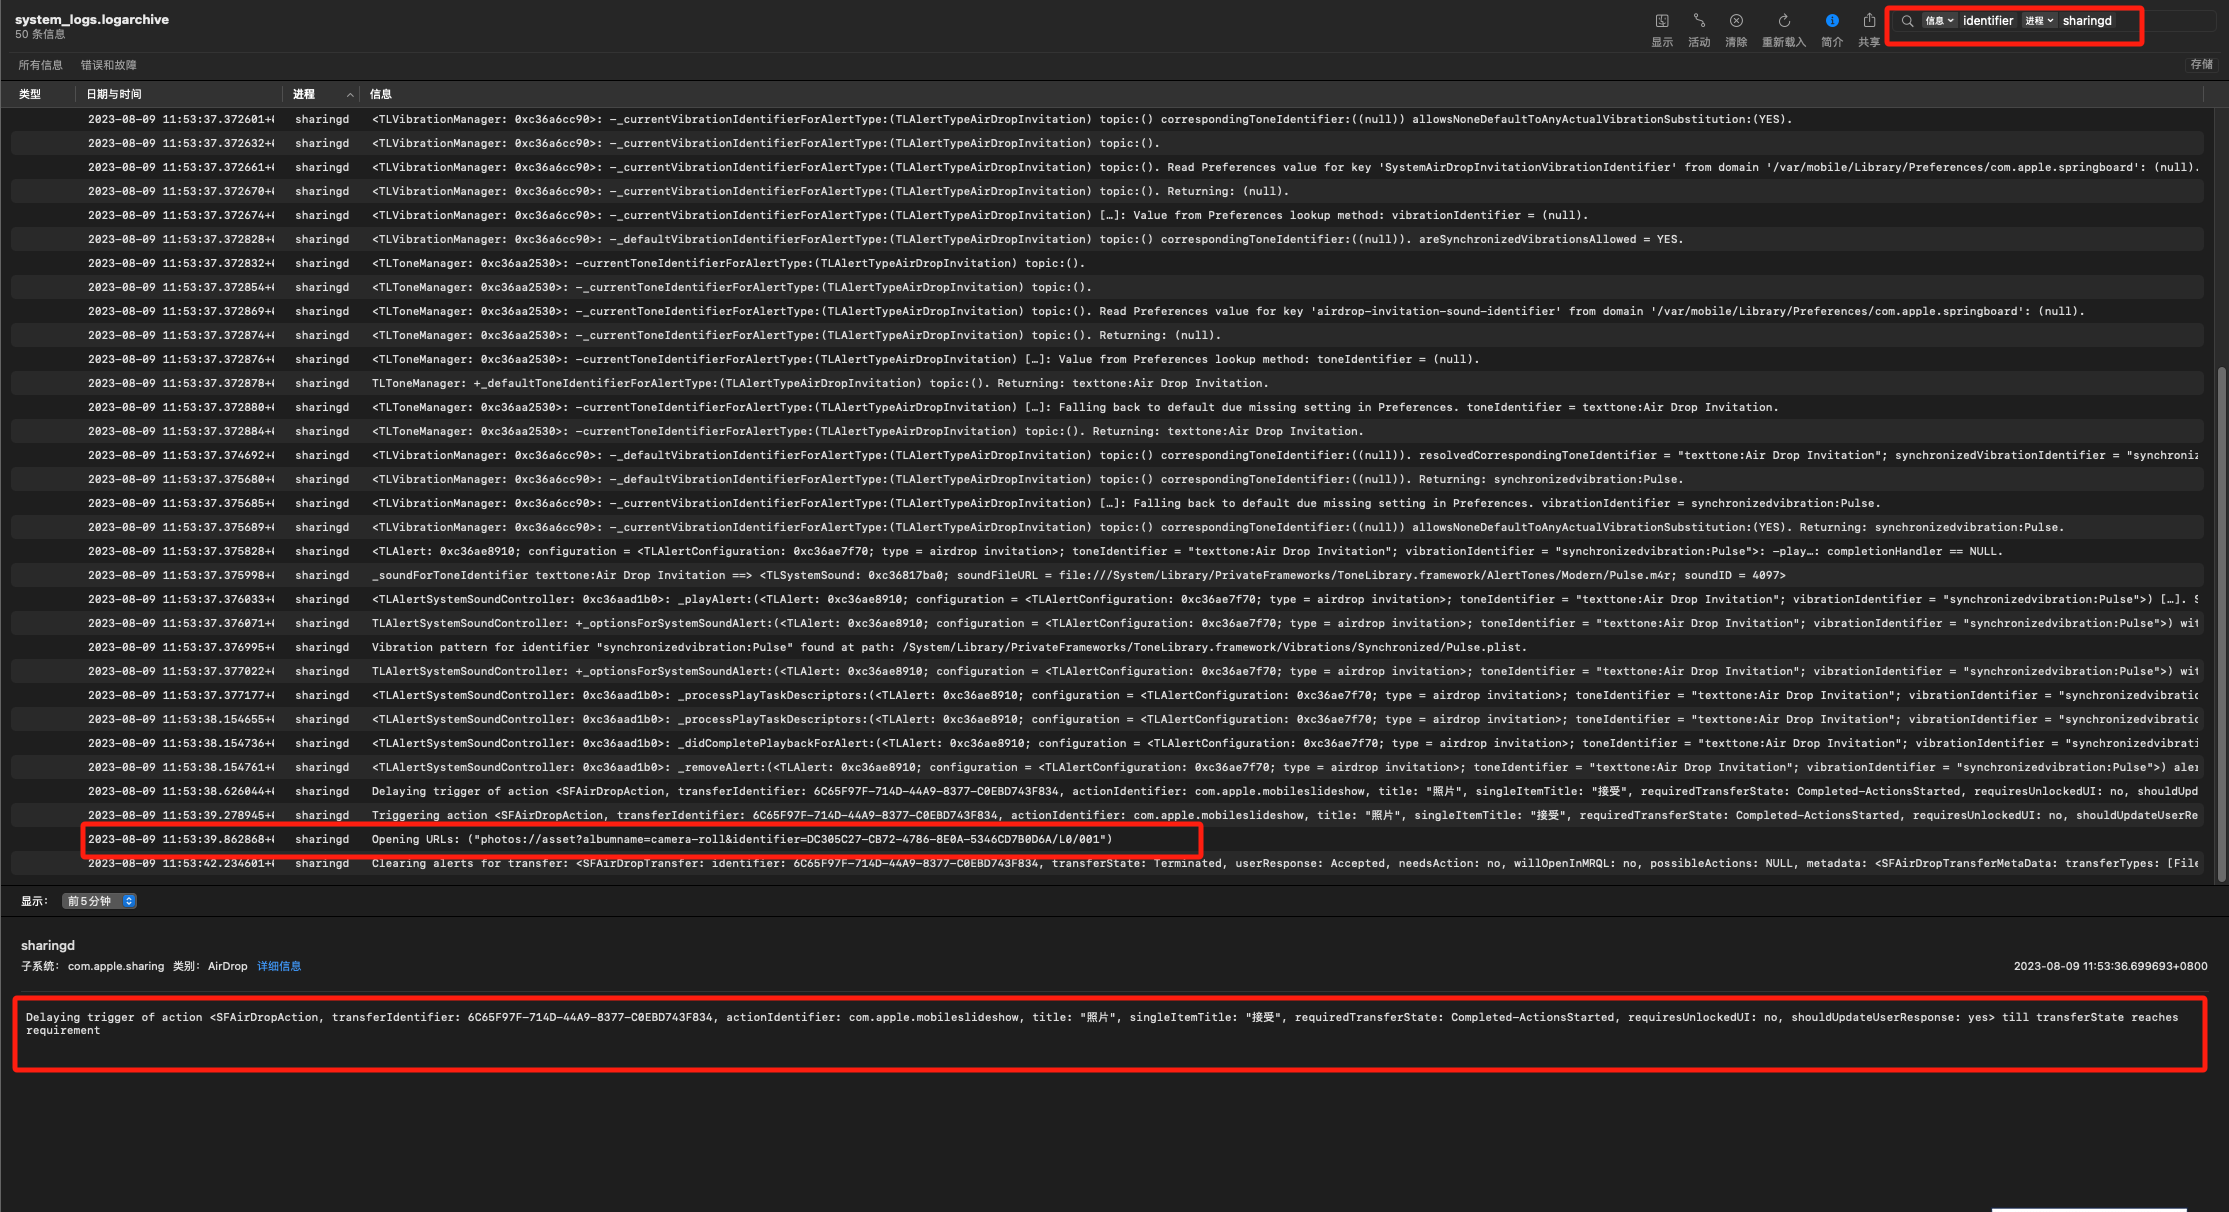 system_logs.logarchive
50 条信息
显示 活动 清除 重新载入 简介 共享
信息 identifier 进程 sharingd
所有信息 错误和故障 存储
类型 日期与时间 进程 信息
2023-08-09 11:53:37.372601+ sharingd <TLVibrationManager: 0xc36a6cc90>: -_currentVibrationIdentifierForAlertType:(TLAlertTypeAirDropInvitation) topic:() correspondingToneIdentifier:((null)) allowsNoneDefaultToAnyActualVibrationSubstitution:(YES).
2023-08-09 11:53:37.372632+ sharingd <TLVibrationManager: 0xc36a6cc90>: -_currentVibrationIdentifierForAlertType:(TLAlertTypeAirDropInvitation) topic:().
2023-08-09 11:53:37.372661+ sharingd <TLVibrationManager: 0xc36a6cc90>: -_currentVibrationIdentifierForAlertType:(TLAlertTypeAirDropInvitation) topic:(). Read Preferences value for key 'SystemAirDropInvitationVibrationIdentifier' from domain '/var/mobile/Library/Preferences/com.apple.springboard': (null).
2023-08-09 11:53:37.372670+ sharingd <TLVibrationManager: 0xc36a6cc90>: -_currentVibrationIdentifierForAlertType:(TLAlertTypeAirDropInvitation) topic:(). Returning: (null).
2023-08-09 11:53:37.372674+ sharingd <TLVibrationManager: 0xc36a6cc90>: -_currentVibrationIdentifierForAlertType:(TLAlertTypeAirDropInvitation) […]: Value from Preferences lookup method: vibrationIdentifier = (null).
2023-08-09 11:53:37.372828+ sharingd <TLVibrationManager: 0xc36a6cc90>: -_defaultVibrationIdentifierForAlertType:(TLAlertTypeAirDropInvitation) topic:() correspondingToneIdentifier:((null)). areSynchronizedVibrationsAllowed = YES.
2023-08-09 11:53:37.372832+ sharingd <TLToneManager: 0xc36aa2530>: -currentToneIdentifierForAlertType:(TLAlertTypeAirDropInvitation) topic:().
2023-08-09 11:53:37.372854+ sharingd <TLToneManager: 0xc36aa2530>: -_currentToneIdentifierForAlertType:(TLAlertTypeAirDropInvitation) topic:().
2023-08-09 11:53:37.372869+ sharingd <TLToneManager: 0xc36aa2530>: -_currentToneIdentifierForAlertType:(TLAlertTypeAirDropInvitation) topic:(). Read Preferences value for key 'airdrop-invitation-sound-identifier' from domain '/var/mobile/Library/Preferences/com.apple.springboard': (null).
2023-08-09 11:53:37.372874+ sharingd <TLToneManager: 0xc36aa2530>: -_currentToneIdentifierForAlertType:(TLAlertTypeAirDropInvitation) topic:(). Returning: (null).
2023-08-09 11:53:37.372876+ sharingd <TLToneManager: 0xc36aa2530>: -currentToneIdentifierForAlertType:(TLAlertTypeAirDropInvitation) […]: Value from Preferences lookup method: toneIdentifier = (null).
2023-08-09 11:53:37.372878+ sharingd TLToneManager: +_defaultToneIdentifierForAlertType:(TLAlertTypeAirDropInvitation) topic:(). Returning: texttone:Air Drop Invitation.
2023-08-09 11:53:37.372880+ sharingd <TLToneManager: 0xc36aa2530>: -currentToneIdentifierForAlertType:(TLAlertTypeAirDropInvitation) […]: Falling back to default due missing setting in Preferences. toneIdentifier = texttone:Air Drop Invitation.
2023-08-09 11:53:37.372884+ sharingd <TLToneManager: 0xc36aa2530>: -currentToneIdentifierForAlertType:(TLAlertTypeAirDropInvitation) topic:(). Returning: texttone:Air Drop Invitation.
2023-08-09 11:53:37.374692+ sharingd <TLVibrationManager: 0xc36a6cc90>: -_defaultVibrationIdentifierForAlertType:(TLAlertTypeAirDropInvitation) topic:() correspondingToneIdentifier:((null)). resolvedCorrespondingToneIdentifier = "texttone:Air Drop Invitation"; synchronizedVibrationIdentifier = "synchroni
2023-08-09 11:53:37.375680+ sharingd <TLVibrationManager: 0xc36a6cc90>: -_defaultVibrationIdentifierForAlertType:(TLAlertTypeAirDropInvitation) topic:() correspondingToneIdentifier:((null)). Returning: synchronizedvibration:Pulse.
2023-08-09 11:53:37.375685+ sharingd <TLVibrationManager: 0xc36a6cc90>: -_currentVibrationIdentifierForAlertType:(TLAlertTypeAirDropInvitation) […]: Falling back to default due missing setting in Preferences. vibrationIdentifier = synchronizedvibration:Pulse.
2023-08-09 11:53:37.375689+ sharingd <TLVibrationManager: 0xc36a6cc90>: -_currentVibrationIdentifierForAlertType:(TLAlertTypeAirDropInvitation) topic:() correspondingToneIdentifier:((null)) allowsNoneDefaultToAnyActualVibrationSubstitution:(YES). Returning: synchronizedvibration:Pulse.
2023-08-09 11:53:37.375828+ sharingd <TLAlert: 0xc36ae8910; configuration = <TLAlertConfiguration: 0xc36ae7f70; type = airdrop invitation>; toneIdentifier = "texttone:Air Drop Invitation"; vibrationIdentifier = "synchronizedvibration:Pulse">: -play…: completionHandler == NULL.
2023-08-09 11:53:37.375998+ sharingd _soundForToneIdentifier texttone:Air Drop Invitation ==> <TLSystemSound: 0xc36817ba0; soundFileURL = file:///System/Library/PrivateFrameworks/ToneLibrary.framework/AlertTones/Modern/Pulse.m4r; soundID = 4097>
2023-08-09 11:53:37.376033+ sharingd <TLAlertSystemSoundController: 0xc36aad1b0>: _playAlert:(<TLAlert: 0xc36ae8910; configuration = <TLAlertConfiguration: 0xc36ae7f70; type = airdrop invitation>; toneIdentifier = "texttone:Air Drop Invitation"; vibrationIdentifier = "synchronizedvibration:Pulse">) […]. S
2023-08-09 11:53:37.376071+ sharingd TLAlertSystemSoundController: +_optionsForSystemSoundAlert:(<TLAlert: 0xc36ae8910; configuration = <TLAlertConfiguration: 0xc36ae7f70; type = airdrop invitation>; toneIdentifier = "texttone:Air Drop Invitation"; vibrationIdentifier = "synchronizedvibration:Pulse">) wit
2023-08-09 11:53:37.376995+ sharingd Vibration pattern for identifier "synchronizedvibration:Pulse" found at path: /System/Library/PrivateFrameworks/ToneLibrary.framework/Vibrations/Synchronized/Pulse.plist.
2023-08-09 11:53:37.377022+ sharingd TLAlertSystemSoundController: +_optionsForSystemSoundAlert:(<TLAlert: 0xc36ae8910; configuration = <TLAlertConfiguration: 0xc36ae7f70; type = airdrop invitation>; toneIdentifier = "texttone:Air Drop Invitation"; vibrationIdentifier = "synchronizedvibration:Pulse">) wit
2023-08-09 11:53:37.377177+ sharingd <TLAlertSystemSoundController: 0xc36aad1b0>: _processPlayTaskDescriptors:(<TLAlert: 0xc36ae8910; configuration = <TLAlertConfiguration: 0xc36ae7f70; type = airdrop invitation>; toneIdentifier = "texttone:Air Drop Invitation"; vibrationIdentifier = "synchronizedvibratic
2023-08-09 11:53:38.154655+ sharingd <TLAlertSystemSoundController: 0xc36aad1b0>: _processPlayTaskDescriptors:(<TLAlert: 0xc36ae8910; configuration = <TLAlertConfiguration: 0xc36ae7f70; type = airdrop invitation>; toneIdentifier = "texttone:Air Drop Invitation"; vibrationIdentifier = "synchronizedvibratic
2023-08-09 11:53:38.154736+ sharingd <TLAlertSystemSoundController: 0xc36aad1b0>: _didCompletePlaybackForAlert:(<TLAlert: 0xc36ae8910; configuration = <TLAlertConfiguration: 0xc36ae7f70; type = airdrop invitation>; toneIdentifier = "texttone:Air Drop Invitation"; vibrationIdentifier = "synchronizedvibrati
2023-08-09 11:53:38.154761+ sharingd <TLAlertSystemSoundController: 0xc36aad1b0>: _removeAlert:(<TLAlert: 0xc36ae8910; configuration = <TLAlertConfiguration: 0xc36ae7f70; type = airdrop invitation>; toneIdentifier = "texttone:Air Drop Invitation"; vibrationIdentifier = "synchronizedvibration:Pulse">) aler
2023-08-09 11:53:38.626044+ sharingd Delaying trigger of action <SFAirDropAction, transferIdentifier: 6C65F97F-714D-44A9-8377-C0EBD743F834, actionIdentifier: com.apple.mobileslideshow, title: "照片", singleItemTitle: "接受", requiredTransferState: Completed-ActionsStarted, requiresUnlockedUI: no, shouldUpd
2023-08-09 11:53:39.278945+ sharingd Triggering action <SFAirDropAction, transferIdentifier: 6C65F97F-714D-44A9-8377-C0EBD743F834, actionIdentifier: com.apple.mobileslideshow, title: "照片", singleItemTitle: "接受", requiredTransferState: Completed-ActionsStarted, requiresUnlockedUI: no, shouldUpdateUserRe
2023-08-09 11:53:39.862868+ sharingd Opening URLs: ("photos://asset?albumname=camera-roll&identifier=DC305C27-CB72-4786-8E0A-5346CD7B0D6A/L0/001")
2023-08-09 11:53:42.234601+ sharingd Clearing alerts for transfer: <SFAirDropTransfer: identifier: 6C65F97F-714D-44A9-8377-C0EBD743F834, transferState: Terminated, userResponse: Accepted, needsAction: no, willOpenInMRQL: no, possibleActions: NULL, metadata: <SFAirDropTransferMetaData: transferTypes: [File
显示: 前5分钟
sharingd
子系统: com.apple.sharing 类别: AirDrop 详细信息 2023-08-09 11:53:36.699693+0800
Delaying trigger of action <SFAirDropAction, transferIdentifier: 6C65F97F-714D-44A9-8377-C0EBD743F834, actionIdentifier: com.apple.mobileslideshow, title: "照片", singleItemTitle: "接受", requiredTransferState: Completed-ActionsStarted, requiresUnlockedUI: no, shouldUpdateUserResponse: yes> till transferState reaches
requirement